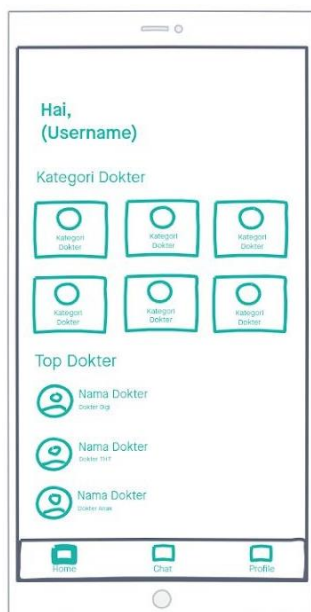 Hai,
(Username)
Kategori Dokter
Kategori
Dokter
Kategori
Dokter
Kategori
Dokter
Kategori
Dokter
Kategori
Dokter
Kategori
Dokter
Top Dokter
Nama Dokter
Dokter Gigi
Nama Dokter
Dokter THT
Nama Dokter
Dokter Anak
Home
Chat
Profile